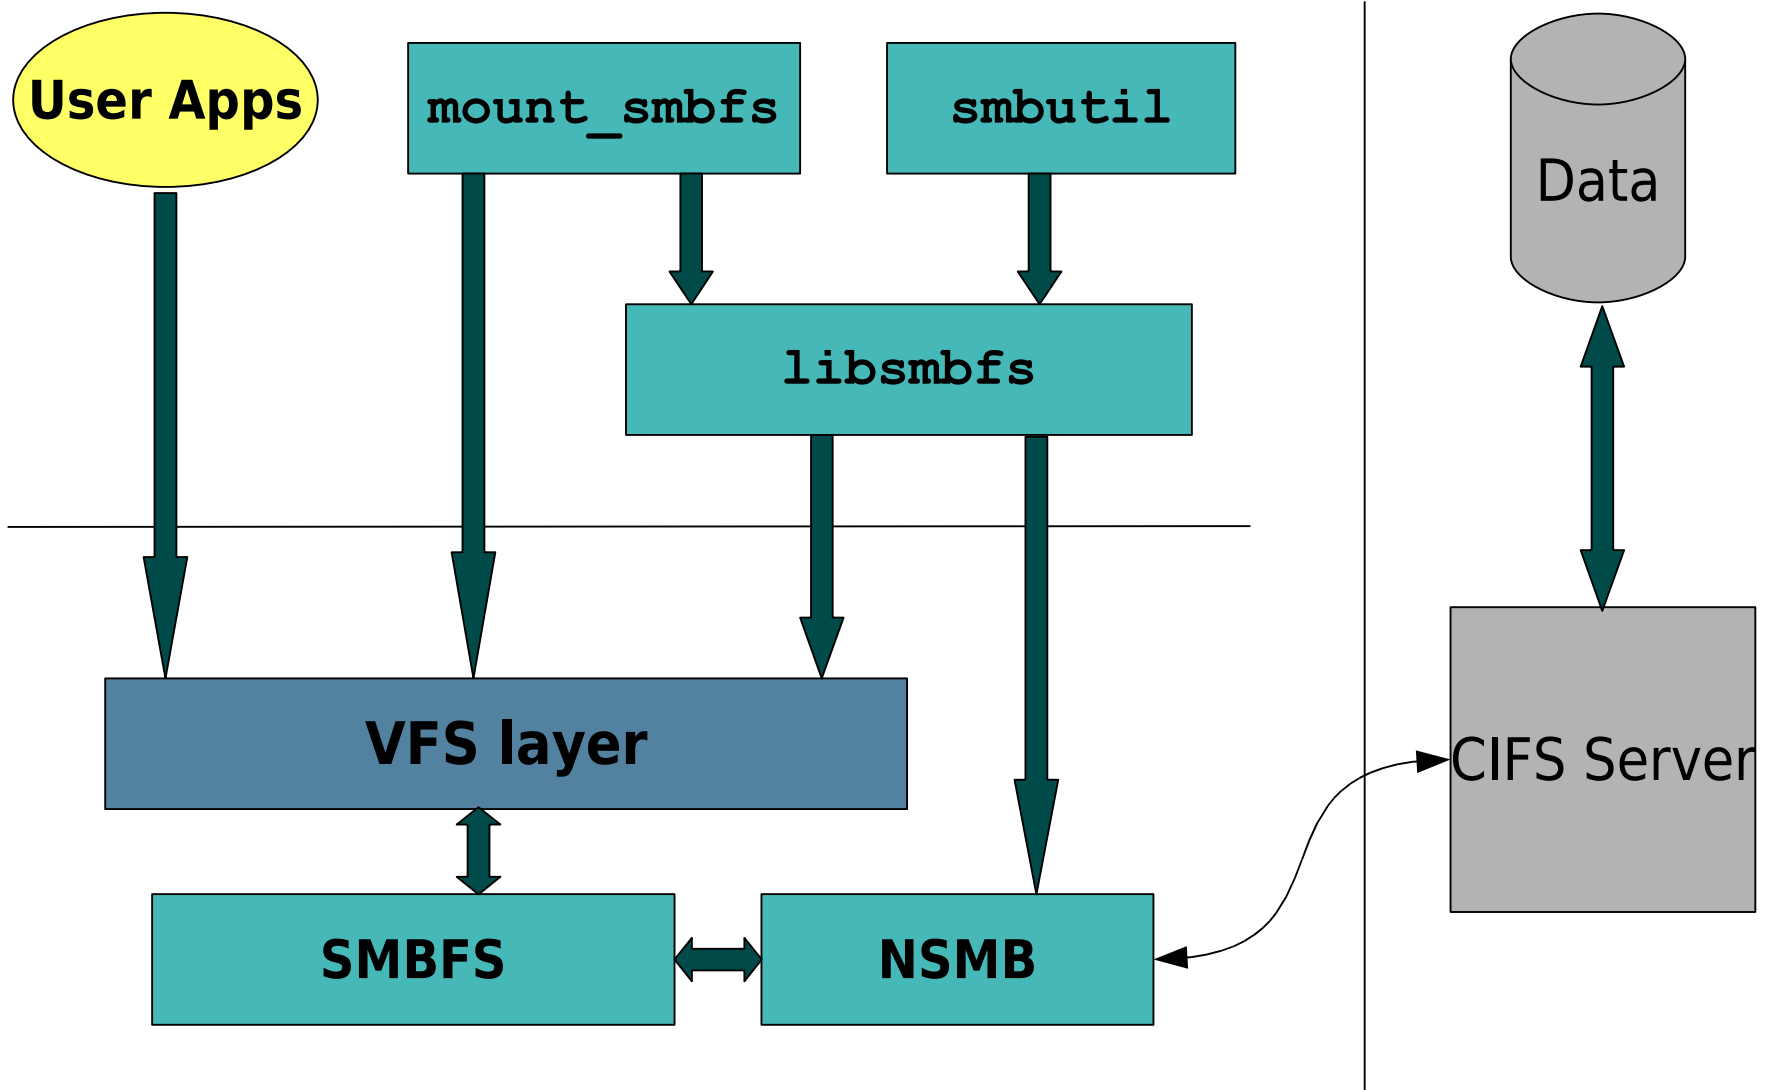 User Apps
mount_smbfs
smbutil
Data
libsmbfs
VFS layer
CIFS Server
SMBFS
NSMB